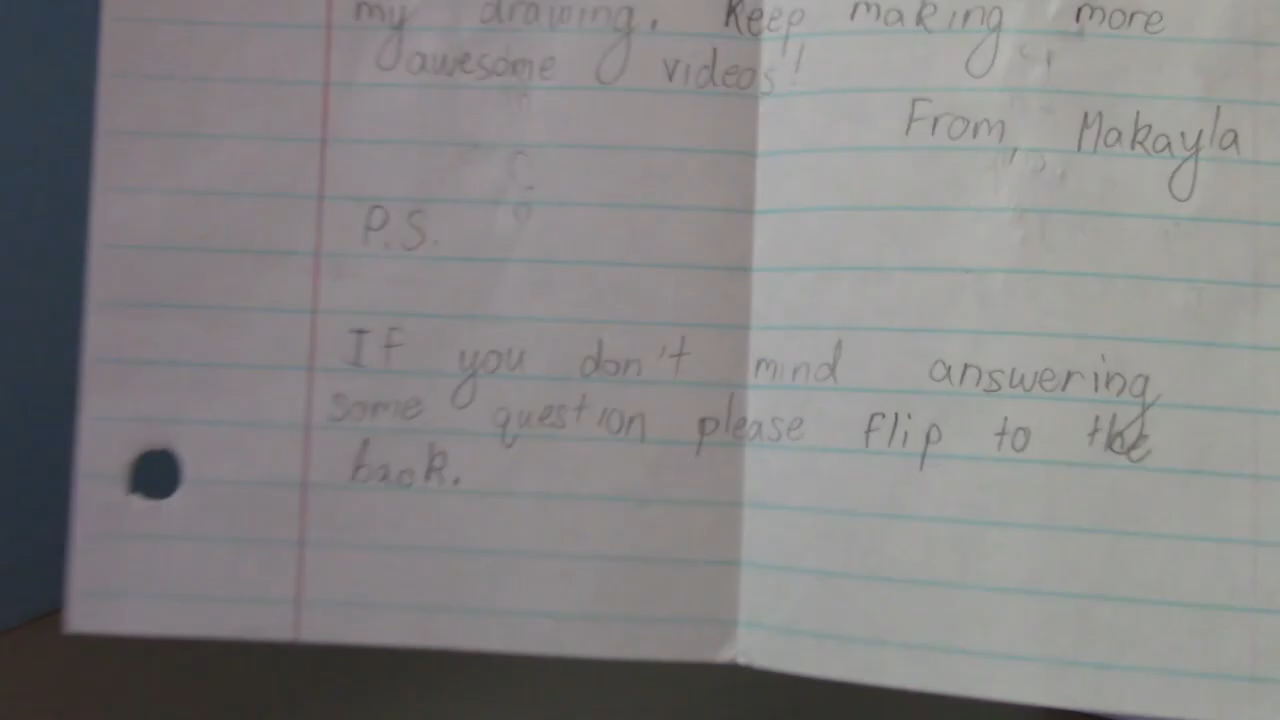 my drawing. Keep making more
awesome videos!
From, Makayla
P.S.
If you don't mind answering
some question please flip to the
back.